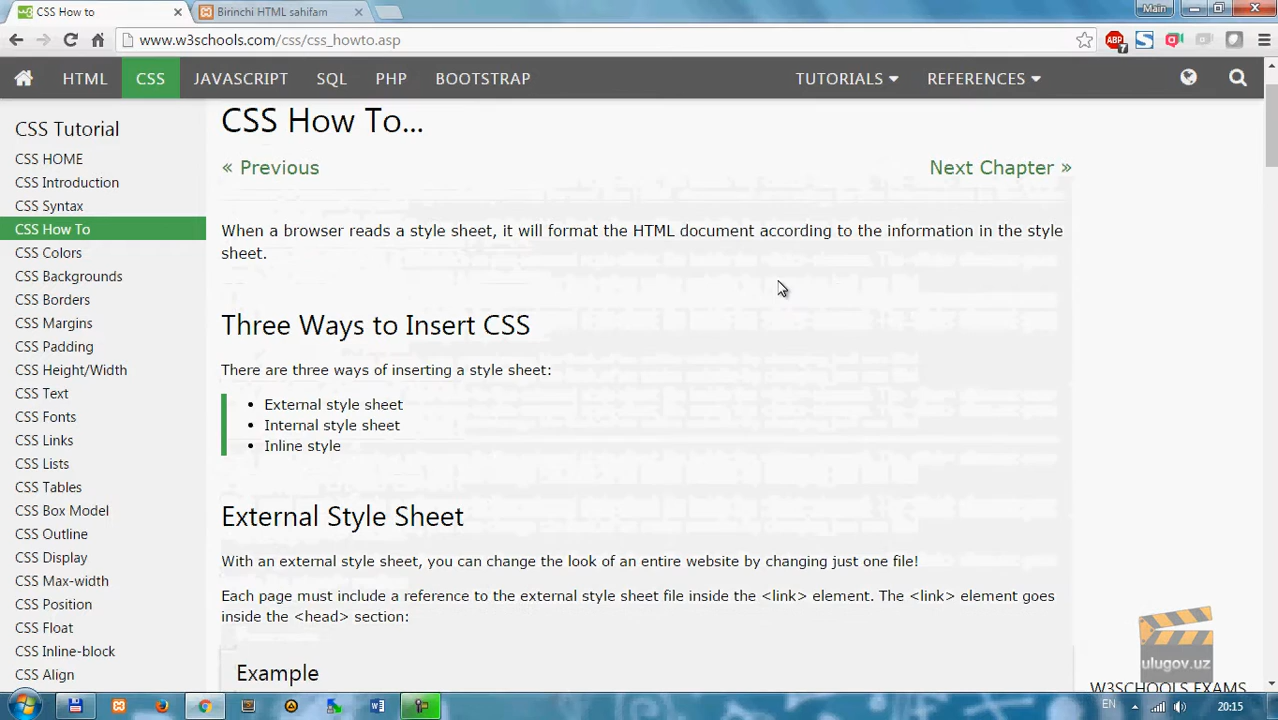 CSS How to
Birinchi HTML sahifam
Main
www.w3schools.com/css/css_howto.asp
ABP
7
HTML
CSS
JAVASCRIPT
SQL
PHP
BOOTSTRAP
TUTORIALS
REFERENCES
CSS Tutorial
CSS HOME
CSS Introduction
CSS Syntax
CSS How To
CSS Colors
CSS Backgrounds
CSS Borders
CSS Margins
CSS Padding
CSS Height/Width
CSS Text
CSS Fonts
CSS Links
CSS Lists
CSS Tables
CSS Box Model
CSS Outline
CSS Display
CSS Max-width
CSS Position
CSS Float
CSS Inline-block
CSS Align
CSS How To...
« Previous
Next Chapter »
When a browser reads a style sheet, it will format the HTML document according to the information in the style
sheet.
Three Ways to Insert CSS
There are three ways of inserting a style sheet:
• External style sheet
• Internal style sheet
• Inline style
External Style Sheet
With an external style sheet, you can change the look of an entire website by changing just one file!
Each page must include a reference to the external style sheet file inside the <link> element. The <link> element goes
inside the <head> section:
Example
ulugov.uz
W3SCHOOLS EXAMS
EN
20:15